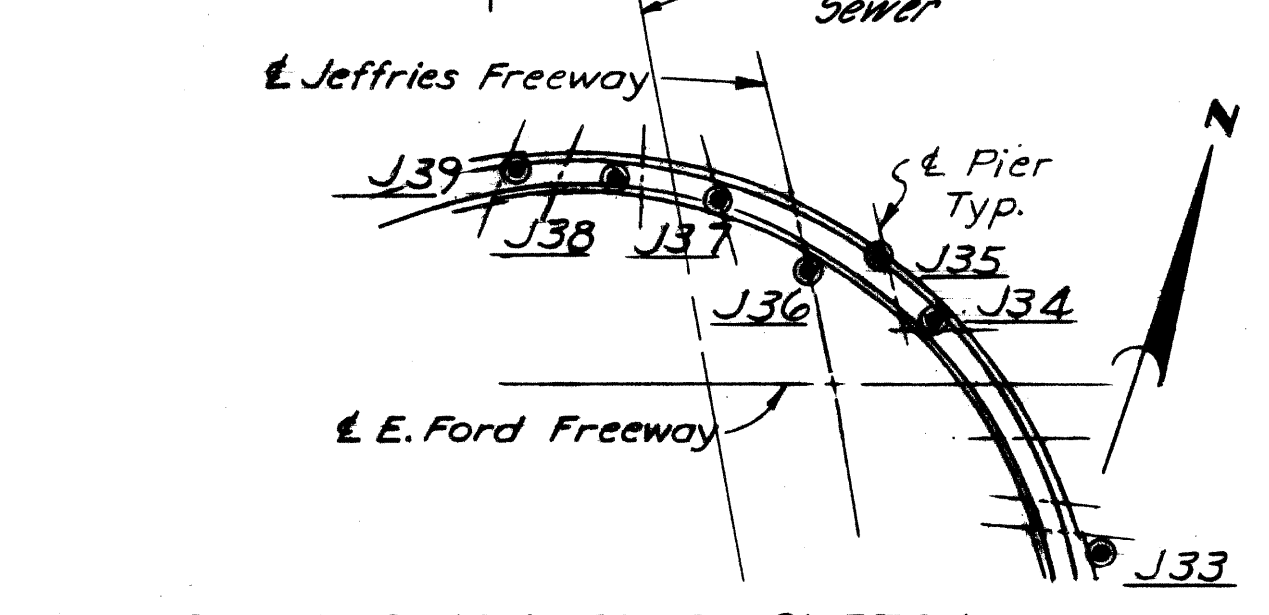 Sewer
℄ Jeffries Freeway
N
℄ Pier
Typ.
J39
J38
J37
J35
J36
J34
℄ E. Ford Freeway
J33